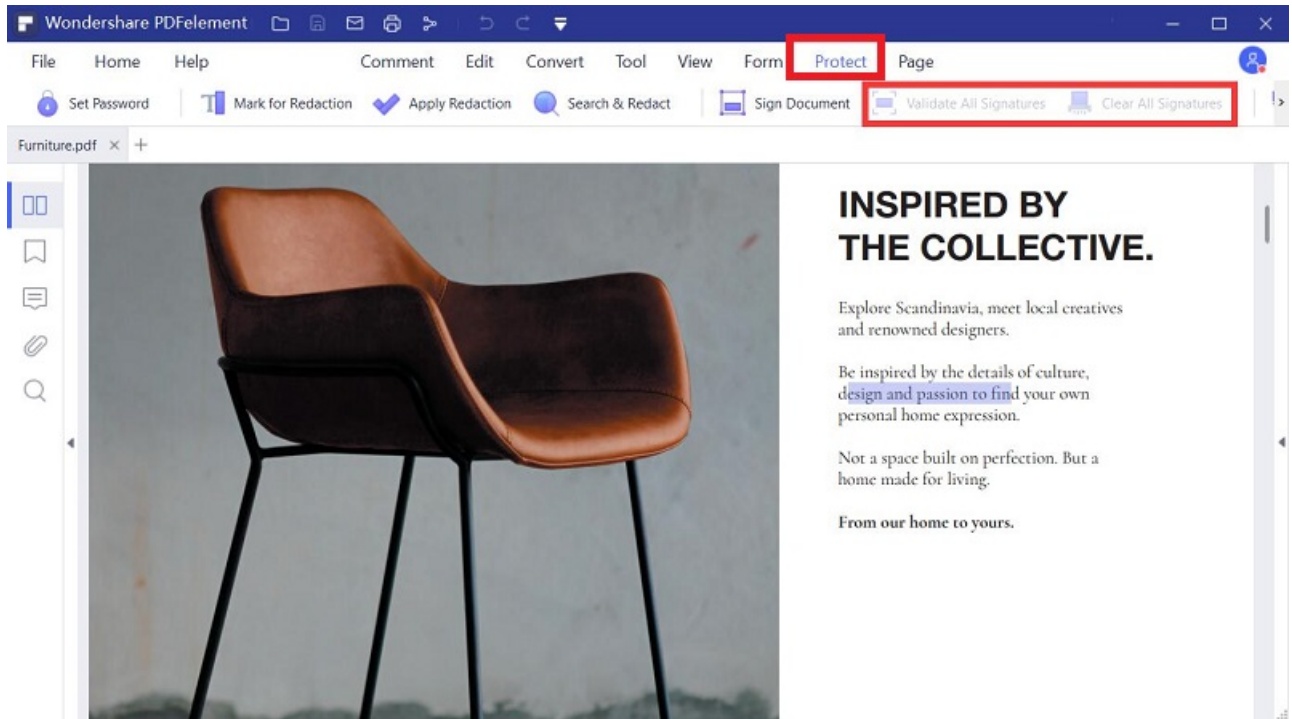 Wondershare PDFelement
File Home Help Comment Edit Convert Tool View Form Protect Page
Set Password Mark for Redaction Apply Redaction Search & Redact Sign Document Validate All Signatures Clear All Signatures
Furniture.pdf
INSPIRED BY
THE COLLECTIVE.
Explore Scandinavia, meet local creatives
and renowned designers.
Be inspired by the details of culture,
design and passion to find your own
personal home expression.
Not a space built on perfection. But a
home made for living.
From our home to yours.